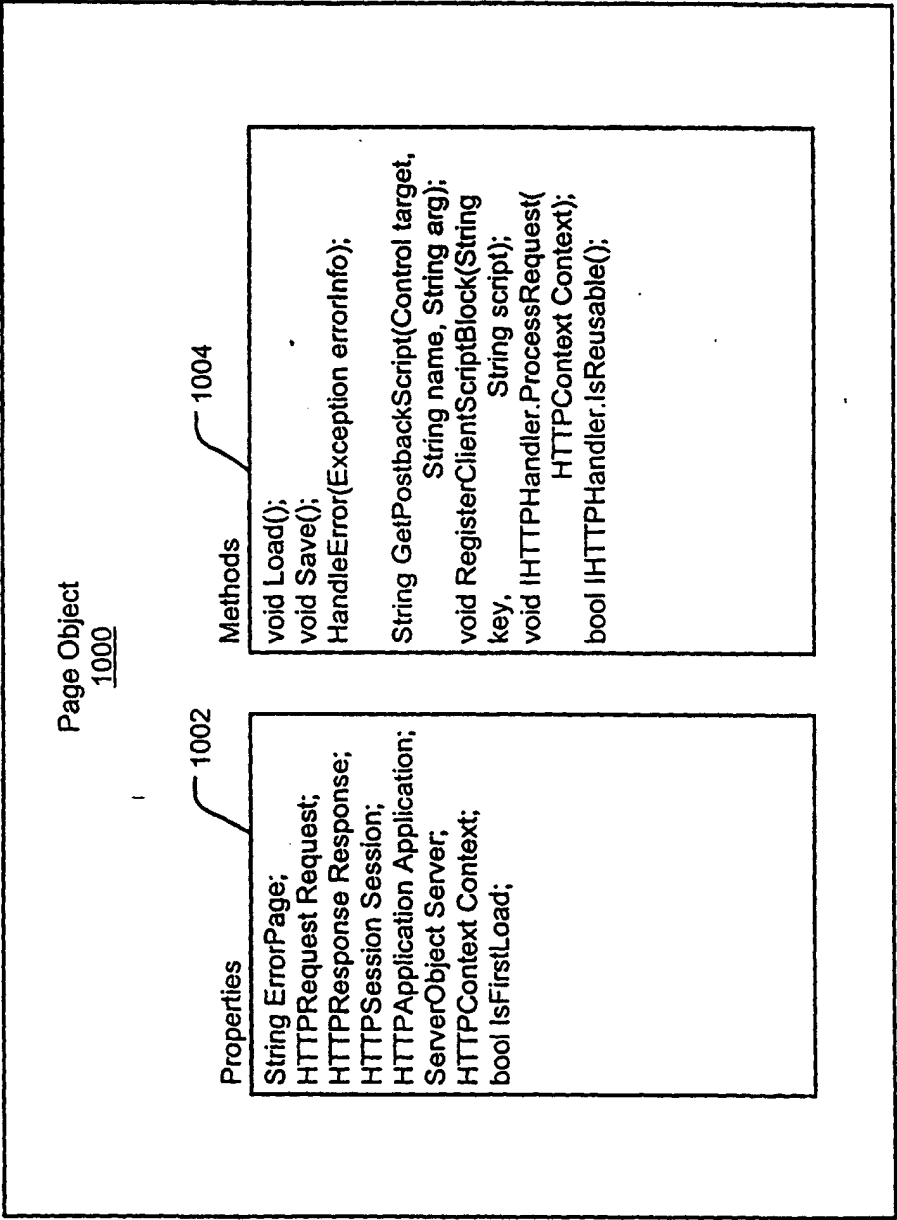 Page Object
1000
Properties
1002
String ErrorPage;
HTTPRequest Request;
HTTPResponse Response;
HTTPSession Session;
HTTPApplication Application;
ServerObject Server;
HTTPContext Context;
bool IsFirstLoad;
Methods
1004
void Load();
void Save();
HandleError(Exception errorInfo);
String GetPostbackScript(Control target,
String name, String arg);
void RegisterClientScriptBlock(String
key, String script);
void IHTTPHandler.ProcessRequest(
HTTPContext Context);
bool IHTTPHandler.IsReusable();